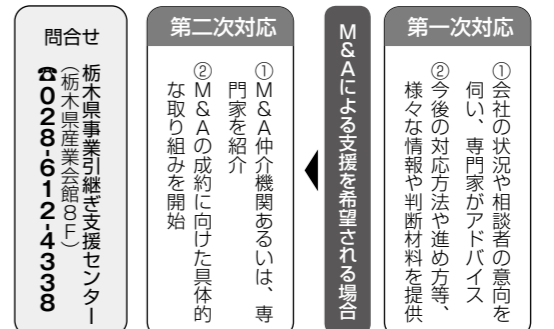 第一次対応
①会社の状況や相談者の意向を
伺い、専門家がアドバイス
②今後の対応方法や進め方等、
様々な情報や判断材料を提供
M&Aによる支援を希望される場合
第二次対応
①M&A仲介機関あるいは、専
門家を紹介
②M&Aの成約に向けた具体的
な取り組みを開始
問合せ
栃木県事業引継ぎ支援センター
（栃木県産業会館8F）
☎028-612-4338